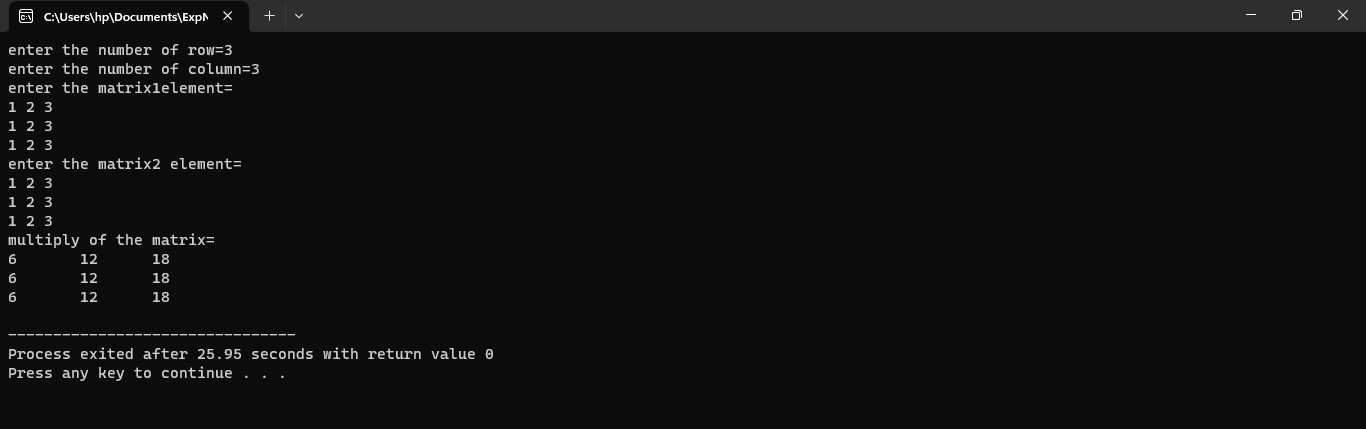 C:\Users\hp\Documents\ExpN
enter the number of row=3
enter the number of column=3
enter the matrix1element=
1 2 3
1 2 3
1 2 3
enter the matrix2 element=
1 2 3
1 2 3
1 2 3
multiply of the matrix=
6 12 18
6 12 18
6 12 18
--------------------------------
Process exited after 25.95 seconds with return value 0
Press any key to continue . . .